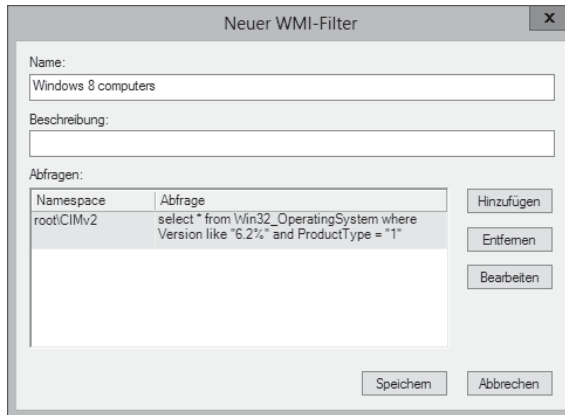 Neuer WMI-Filter
x
Name:
Windows 8 computers
Beschreibung:
Abfragen:
Namespace Abfrage
root\CIMv2 select * from Win32_OperatingSystem where
Version like "6.2%" and ProductType = "1"
Hinzufügen
Entfernen
Bearbeiten
Speichern Abbrechen